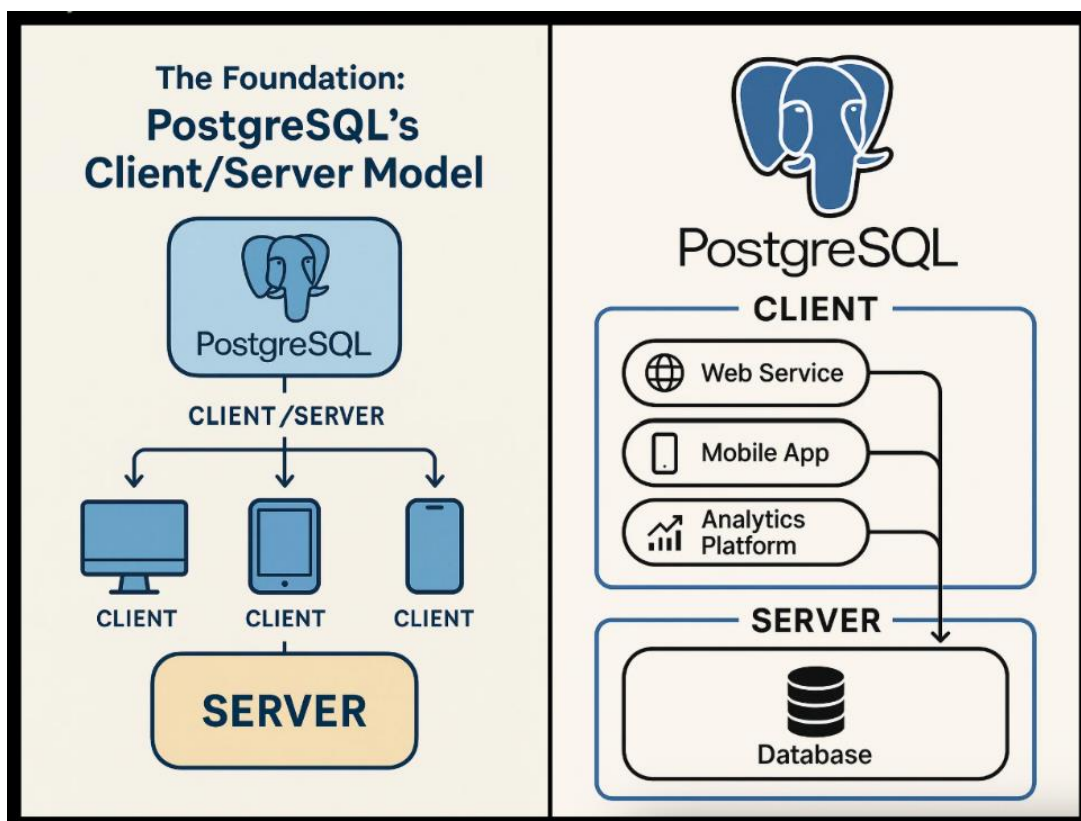 The Foundation:
PostgreSQL's
Client/Server Model
PostgreSQL
CLIENT/SERVER
CLIENT
CLIENT
CLIENT
SERVER
PostgreSQL
CLIENT
Web Service
Mobile App
Analytics
Platform
SERVER
Database